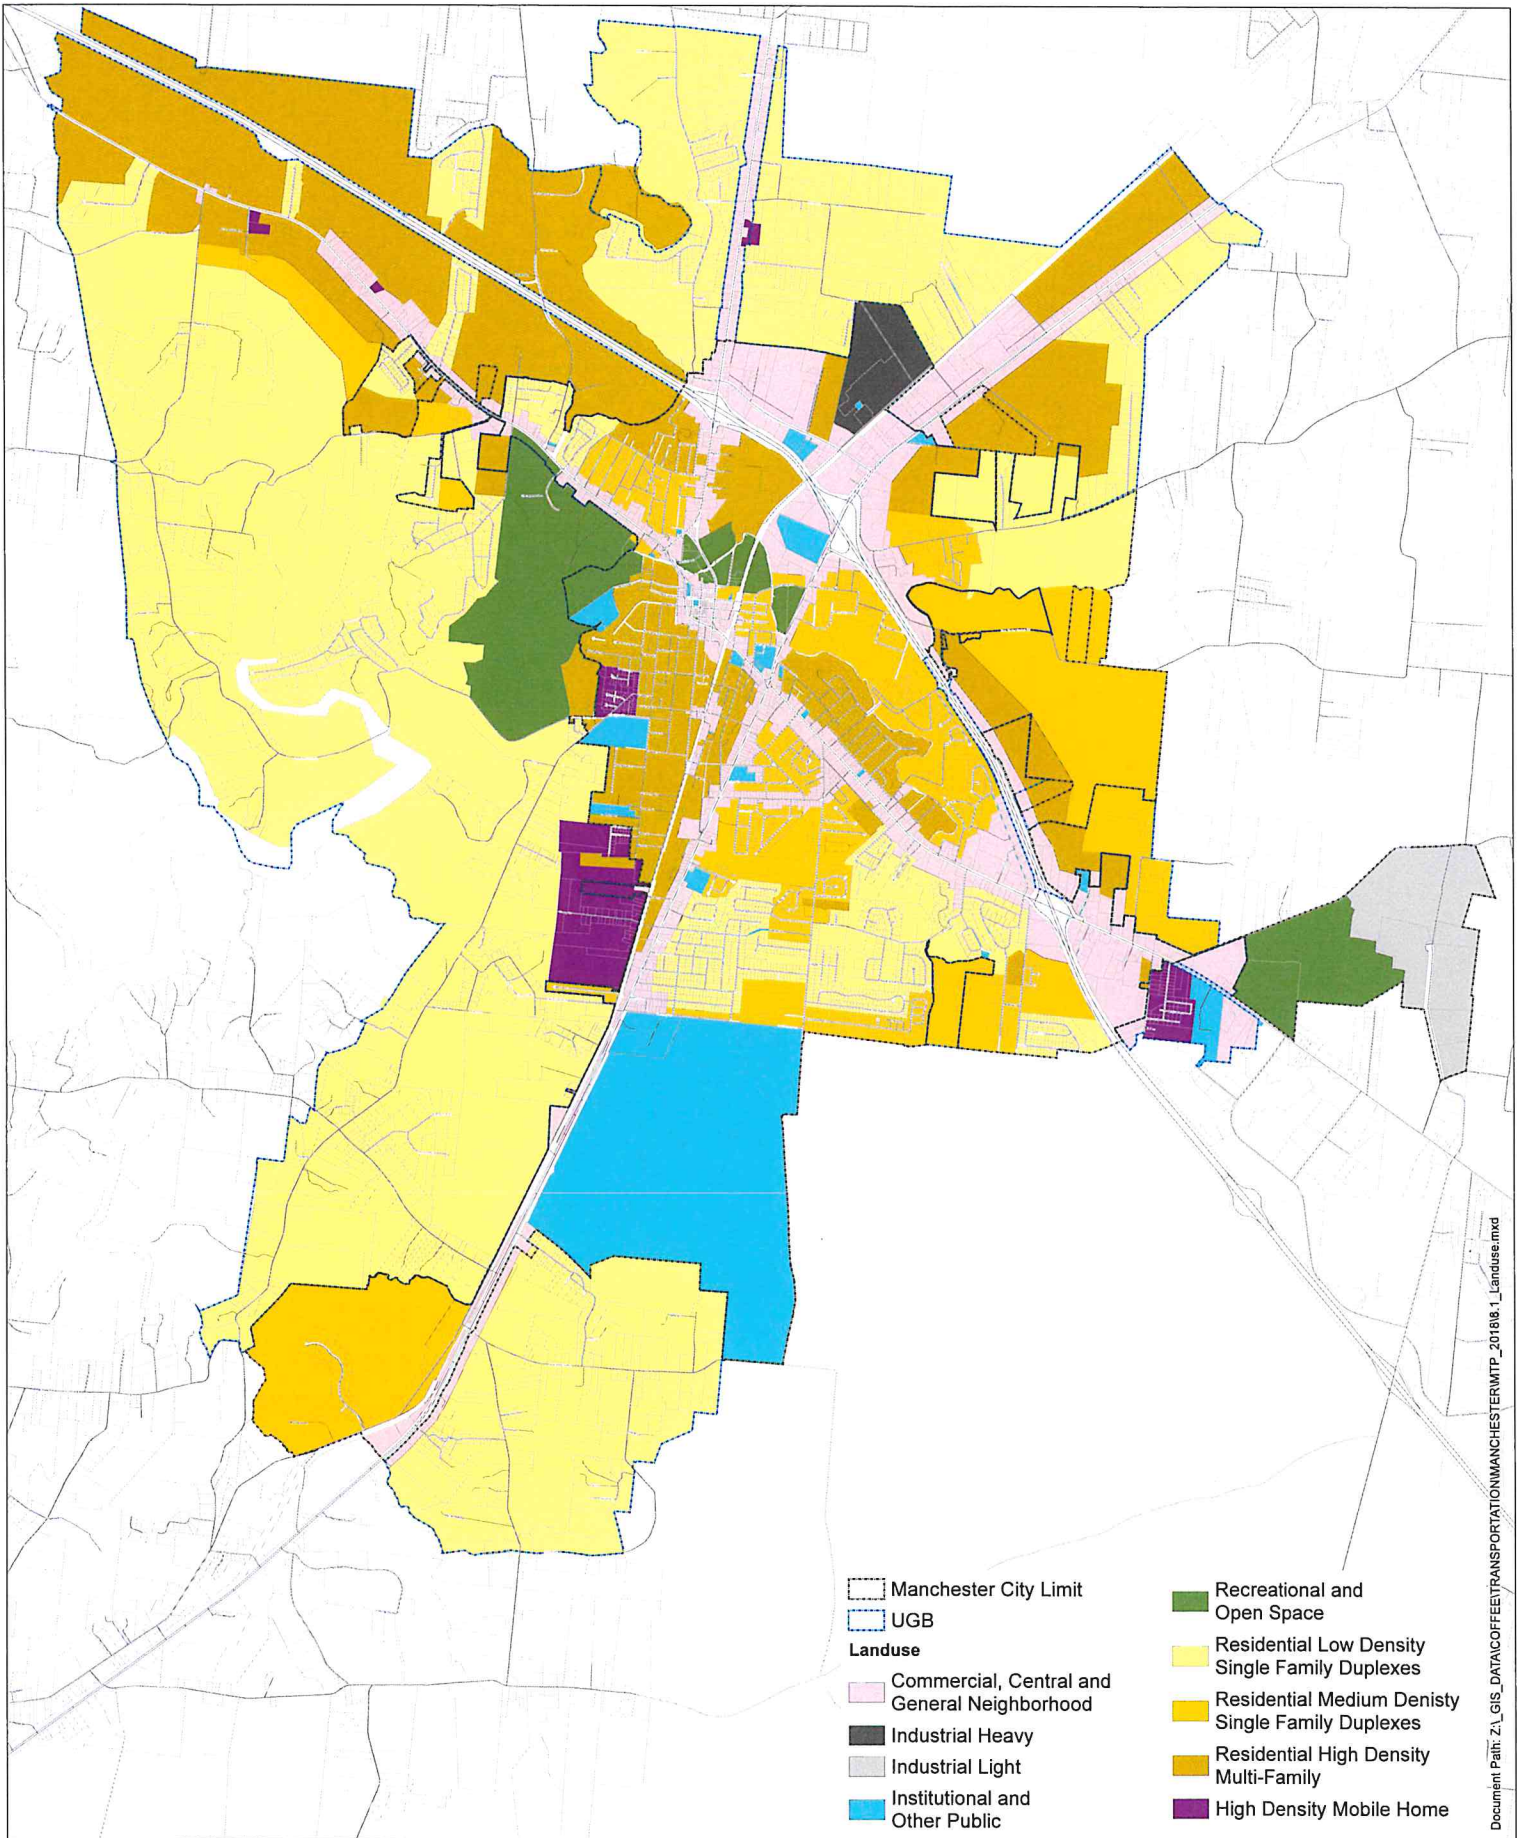 Manchester City Limit
UGB
Landuse
Commercial, Central and
General Neighborhood
Industrial Heavy
Industrial Light
Institutional and
Other Public
Recreational and
Open Space
Residential Low Density
Single Family Duplexes
Residential Medium Denisty
Single Family Duplexes
Residential High Density
Multi-Family
High Density Mobile Home
Document Path: Z:\_GIS_DATA\COFFEE\TRANSPORTATION\MANCHESTER\MTP_2018\8.1_Landuse.mxd